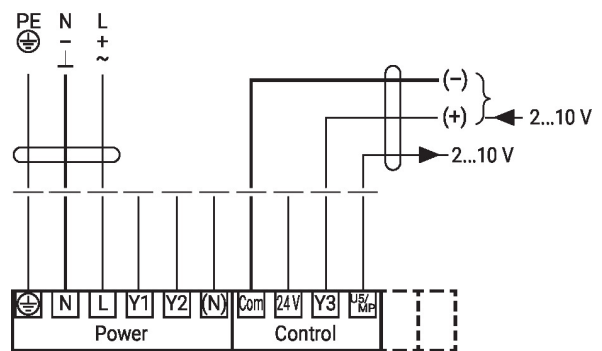 PE N L
– +
⊥ ~
(–)
(+) 2...10 V
2...10 V
N L Y1 Y2 (N) Com 24V Y3 U5/MP
Power Control